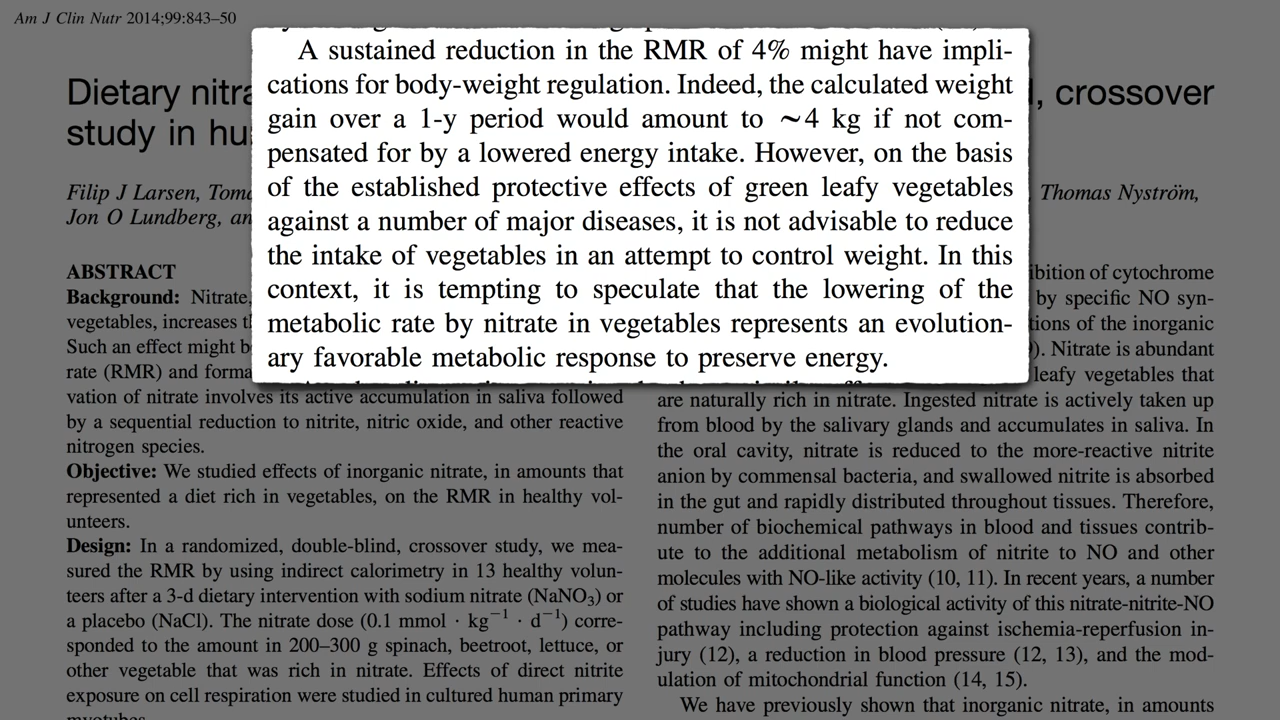 Am J Clin Nutr 2014;99:843–50
A sustained reduction in the RMR of 4% might have impli-
cations for body-weight regulation. Indeed, the calculated weight
gain over a 1-y period would amount to ~4 kg if not com-
pensated for by a lowered energy intake. However, on the basis
of the established protective effects of green leafy vegetables
against a number of major diseases, it is not advisable to reduce
the intake of vegetables in an attempt to control weight. In this
context, it is tempting to speculate that the lowering of the
metabolic rate by nitrate in vegetables represents an evolution-
ary favorable metabolic response to preserve energy.
Dietary , crossover
study in
Filip J Larsen, Thomas Nyström,
Jon O Lundberg,
ABSTRACT
Background: Nitrate,
vegetables, increases
Such an effect might
rate (RMR) and
vation of nitrate involves its active accumulation in saliva followed
by a sequential reduction to nitrite, nitric oxide, and other reactive
nitrogen species.
Objective: We studied effects of inorganic nitrate, in amounts that
represented a diet rich in vegetables, on the RMR in healthy vol-
unteers.
Design: In a randomized, double-blind, crossover study, we mea-
sured the RMR by using indirect calorimetry in 13 healthy volun-
teers after a 3-d dietary intervention with sodium nitrate (NaNO₃) or
a placebo (NaCl). The nitrate dose (0.1 mmol · kg⁻¹ · d⁻¹) corre-
sponded to the amount in 200–300 g spinach, beetroot, lettuce, or
other vegetable that was rich in nitrate. Effects of direct nitrite
exposure on cell respiration were studied in cultured human primary
of cytochrome
by specific NO syn-
of the inorganic
). Nitrate is abundant
leafy vegetables that
are naturally rich in nitrate. Ingested nitrate is actively taken up
from blood by the salivary glands and accumulates in saliva. In
the oral cavity, nitrate is reduced to the more-reactive nitrite
anion by commensal bacteria, and swallowed nitrite is absorbed
in the gut and rapidly distributed throughout tissues. Therefore,
number of biochemical pathways in blood and tissues contrib-
ute to the additional metabolism of nitrite to NO and other
molecules with NO-like activity (10, 11). In recent years, a number
of studies have shown a biological activity of this nitrate-nitrite-NO
pathway including protection against ischemia-reperfusion in-
jury (12), a reduction in blood pressure (12, 13), and the mod-
ulation of mitochondrial function (14, 15).
We have previously shown that inorganic nitrate, in amounts